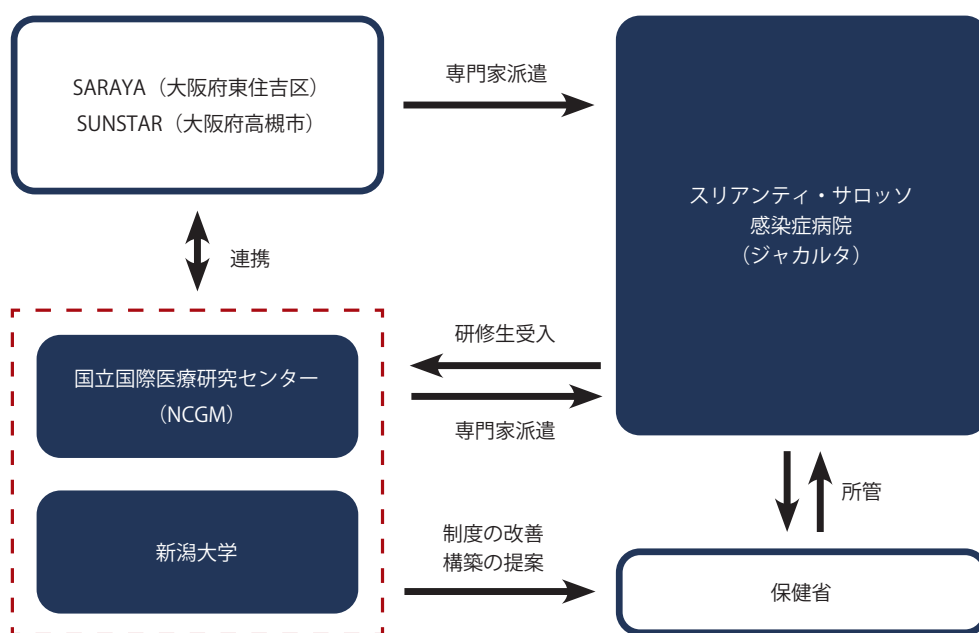 SARAYA（大阪府東住吉区）
SUNSTAR（大阪府高槻市）
専門家派遣
スリアンティ・サロッソ
感染症病院
（ジャカルタ）
連携
研修生受入
国立国際医療研究センター
（NCGM）
専門家派遣
所管
新潟大学
制度の改善
構築の提案
保健省